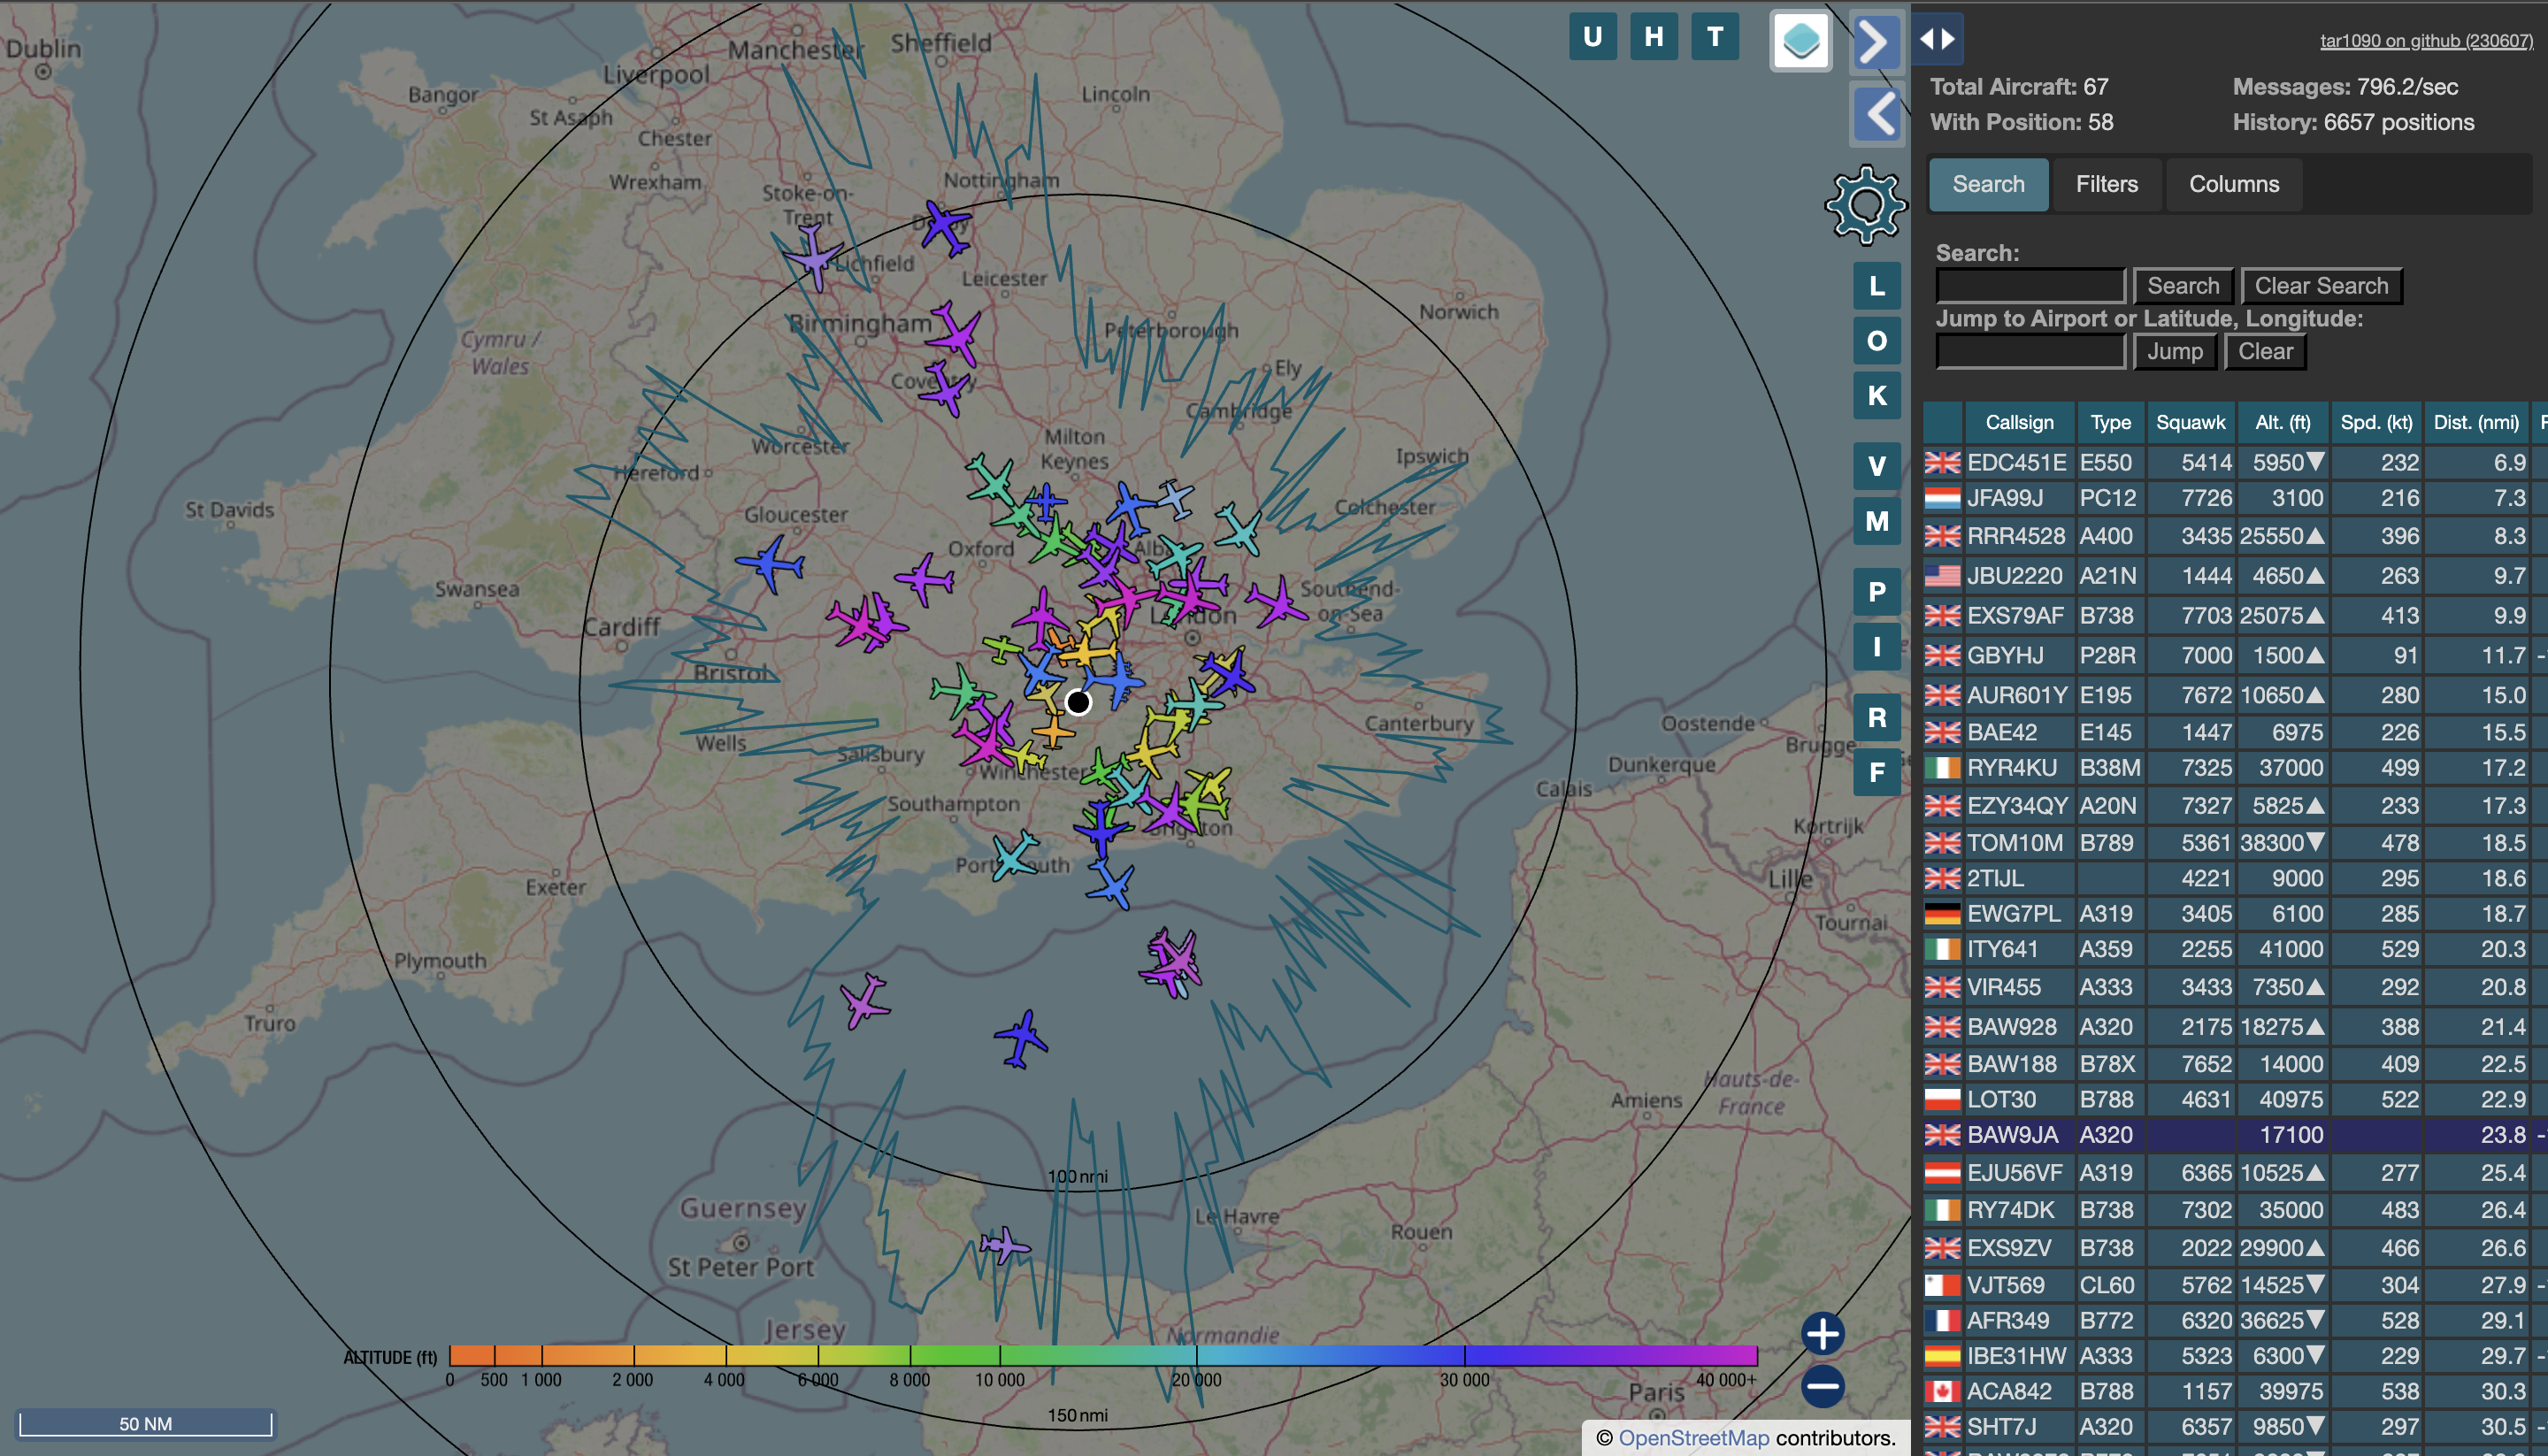 Dublin
Manchester
Sheffield
Liverpool
Bangor
St Asaph
Lincoln
Chester
Wrexham
Stoke-on-
Trent
Nottingham
Lichfield
Leicester
Birmingham
Peterborough
Norwich
Cymru /
Wales
Coventry
Ely
Cambridge
Milton
Keynes
Worcester
Hereford
Ipswich
St Davids
Gloucester
Colchester
Oxford
Swansea
Southend-
on-Sea
London
Cardiff
Bristol
Canterbury
Oostende
Brugge
Wells
Salisbury
Winchester
Dunkerque
Calais
Southampton
Brighton
Kortrijk
Portsmouth
Exeter
Lille
Tournai
Plymouth
Truro
Hauts-de-
France
Amiens
100 nmi
Guernsey
St Peter Port
Le Havre
Rouen
Jersey
Normandie
Paris
150 nmi
ALTITUDE (ft)
0 500 1 000 2 000 4 000 6 000 8 000 10 000 20 000 30 000 40 000+
50 NM
© OpenStreetMap contributors.
U H T
L
O
K
V
M
P
I
R
F
tar1090 on github (230607)
Total Aircraft: 67 Messages: 796.2/sec
With Position: 58 History: 6657 positions
Search Filters Columns
Search:
Search Clear Search
Jump to Airport or Latitude, Longitude:
Jump Clear
Callsign Type Squawk Alt. (ft) Spd. (kt) Dist. (nmi)
EDC451E E550 5414 5950▼ 232 6.9
JFA99J PC12 7726 3100 216 7.3
RRR4528 A400 3435 25550▲ 396 8.3
JBU2220 A21N 1444 4650▲ 263 9.7
EXS79AF B738 7703 25075▲ 413 9.9
GBYHJ P28R 7000 1500▲ 91 11.7 -
AUR601Y E195 7672 10650▲ 280 15.0
BAE42 E145 1447 6975 226 15.5
RYR4KU B38M 7325 37000 499 17.2
EZY34QY A20N 7327 5825▲ 233 17.3
TOM10M B789 5361 38300▼ 478 18.5
2TIJL 4221 9000 295 18.6
EWG7PL A319 3405 6100 285 18.7
ITY641 A359 2255 41000 529 20.3
VIR455 A333 3433 7350▲ 292 20.8
BAW928 A320 2175 18275▲ 388 21.4
BAW188 B78X 7652 14000 409 22.5
LOT30 B788 4631 40975 522 22.9
BAW9JA A320 17100 23.8 -
EJU56VF A319 6365 10525▲ 277 25.4
RY74DK B738 7302 35000 483 26.4
EXS9ZV B738 2022 29900▲ 466 26.6
VJT569 CL60 5762 14525▼ 304 27.9 -
AFR349 B772 6320 36625▼ 528 29.1
IBE31HW A333 5323 6300▼ 229 29.7 -
ACA842 B788 1157 39975 538 30.3
SHT7J A320 6357 9850▼ 297 30.5 -